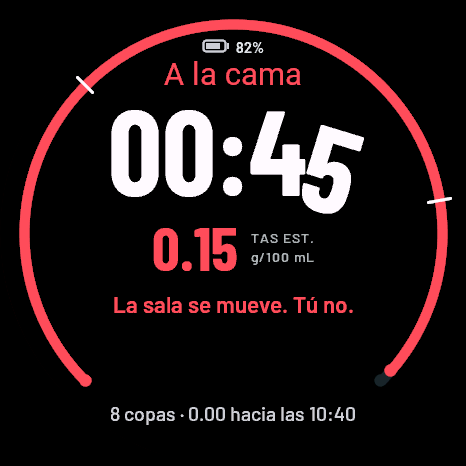 82%
A la cama
00:45
0.15 TAS EST.
g/100 mL
La sala se mueve. Tú no.
8 copas · 0.00 hacia las 10:40